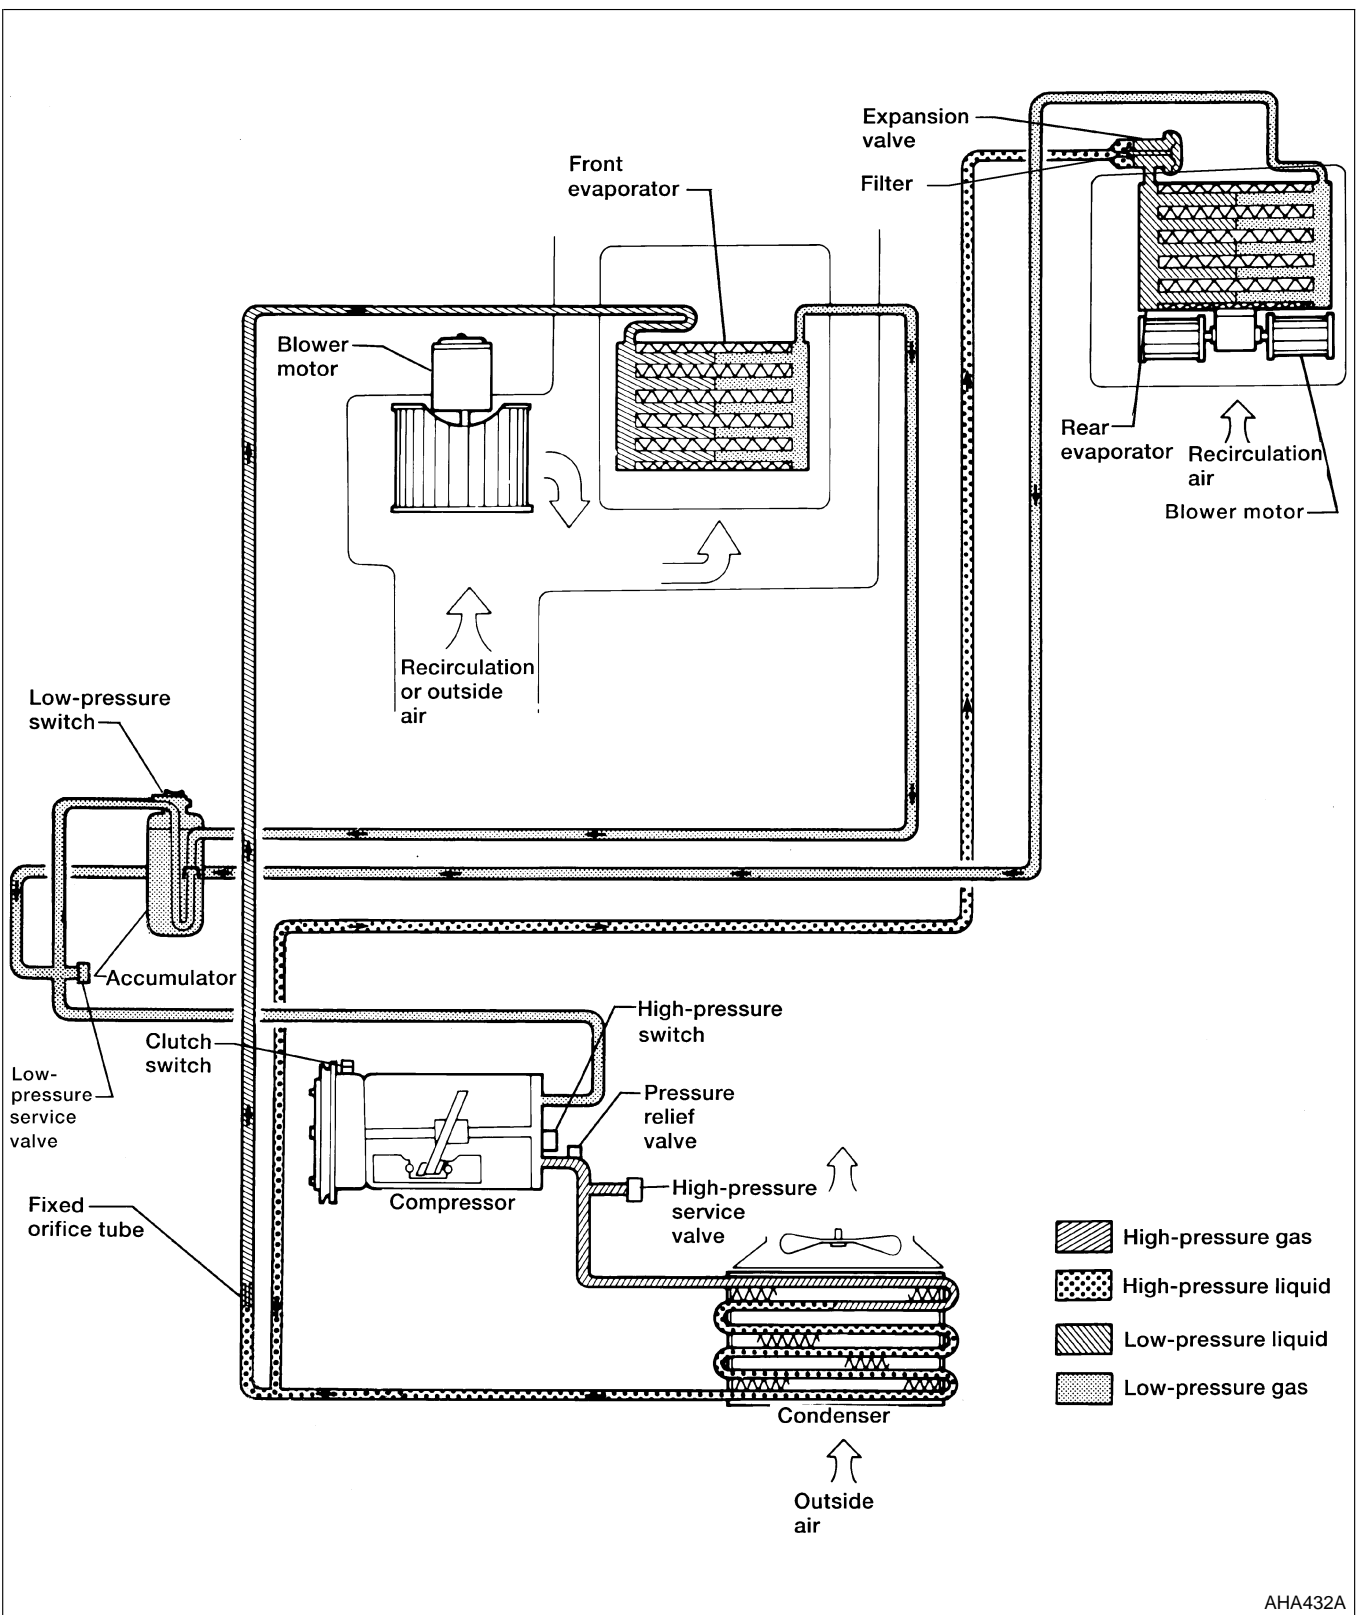 Expansion
valve
Filter
Front
evaporator
Blower
motor
Rear
evaporator
Recirculation
air
Blower motor
Recirculation
or outside
air
Low-pressure
switch
Accumulator
High-pressure
switch
Clutch
switch
Low-
pressure
service
valve
Pressure
relief
valve
Compressor
High-pressure
service
valve
Fixed
orifice tube
High-pressure gas
High-pressure liquid
Low-pressure liquid
Low-pressure gas
Condenser
Outside
air
AHA432A